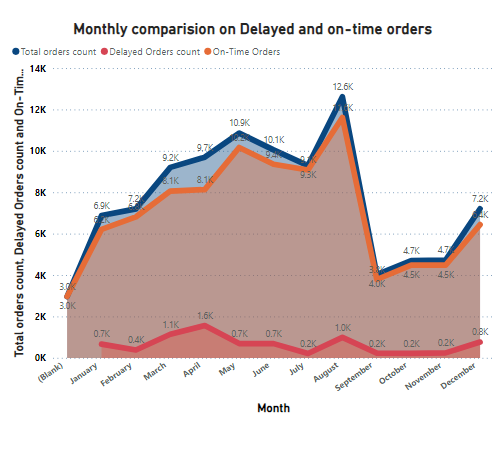 Monthly comparision on Delayed and on-time orders
Total orders count Delayed Orders count On-Time Orders
Total orders count, Delayed Orders count and On-Tim...
14K
12K
10K
8K
6K
4K
2K
0K
3.0K
6.9K
7.2K
9.2K
9.7K
10.9K
10.1K
12.6K
4.7K
7.2K
8.1K
8.1K
9.4K
9.3K
4.0K
4.5K
4.5K
3.0K
0.7K
0.4K
1.1K
1.6K
0.7K
0.7K
0.2K
1.0K
0.2K
0.2K
0.2K
0.8K
(Blank)
January
February
March
April
May
June
July
August
September
October
November
December
Month